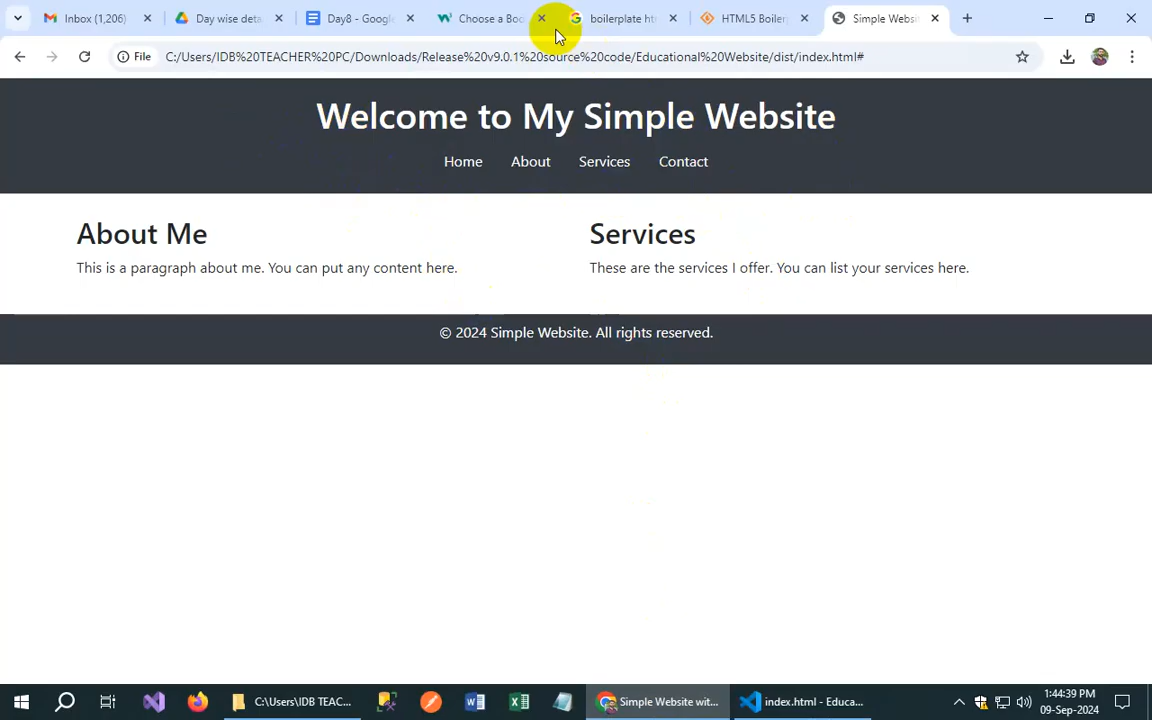 Inbox (1,206)
Day wise deta
Day8 - Google
Choose a Boo
boilerplate ht
HTML5 Boiler
Simple Websi
File
C:/Users/IDB%20TEACHER%20PC/Downloads/Release%20v9.0.1%20source%20code/Educational%20Website/dist/index.html#
Welcome to My Simple Website
Home About Services Contact
About Me
This is a paragraph about me. You can put any content here.
Services
These are the services I offer. You can list your services here.
© 2024 Simple Website. All rights reserved.
C:\Users\IDB TEAC...
Simple Website wit...
index.html - Educa...
1:44:39 PM
09-Sep-2024